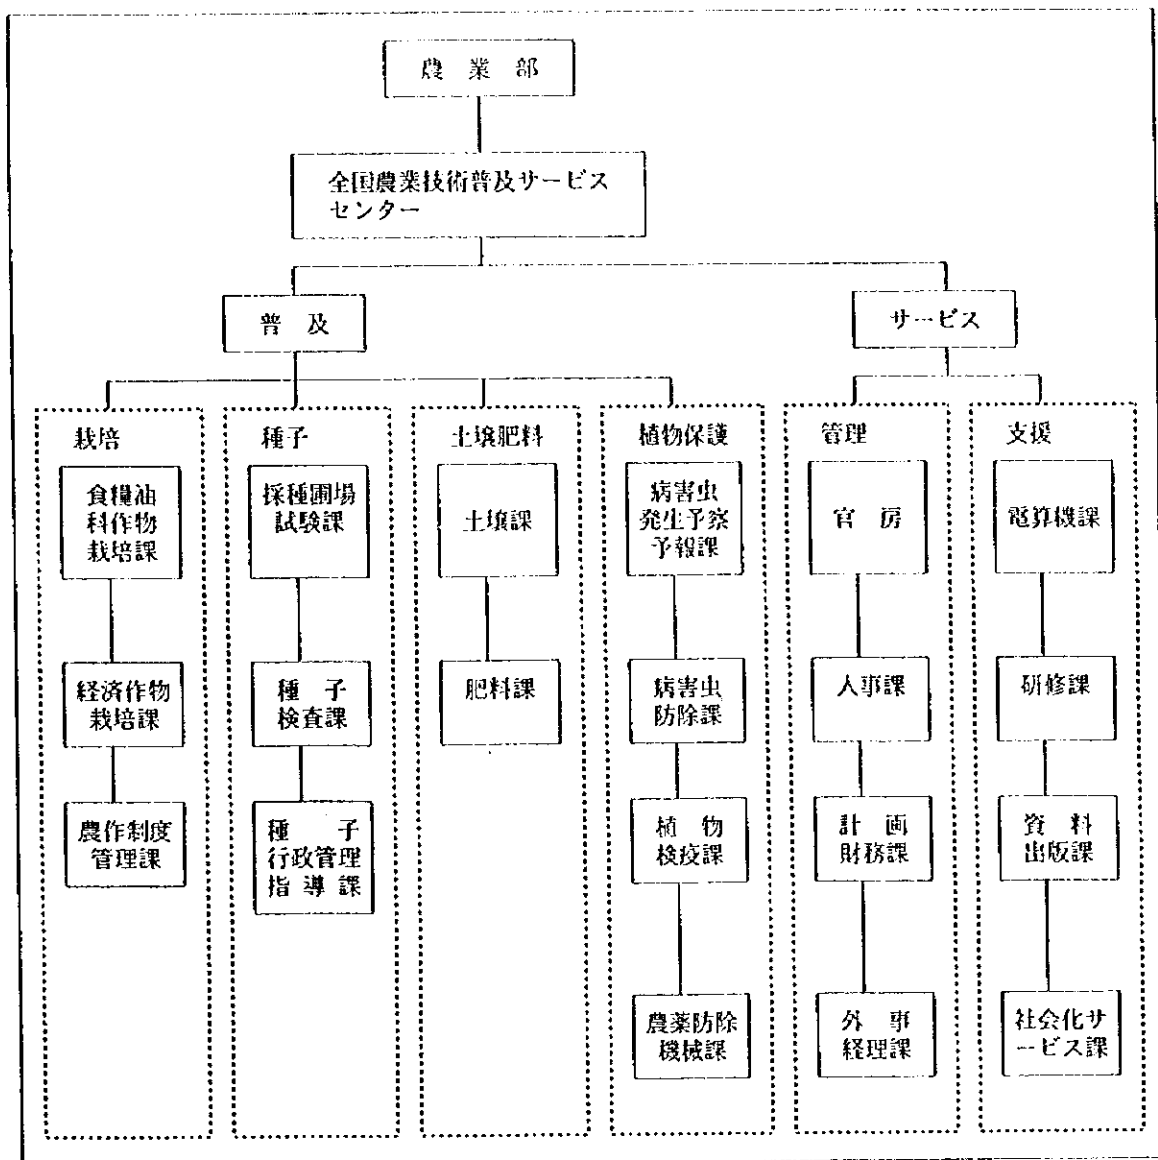 農業部
全国農業技術普及サービス
センター
普及
サービス
栽培
食糧油
科作物
栽培課
経済作物
栽培課
農作制度
管理課
種子
採種圃場
試験課
種子
検査課
種子
行政管理
指導課
土壌肥料
土壌課
肥料課
植物保護
病害虫
発生予察
予報課
病害虫
防除課
植物
検疫課
農薬防除
機械課
管理
官房
人事課
計画
財務課
外事
経理課
支援
電算機課
研修課
資料
出版課
社会化サ
ービス課